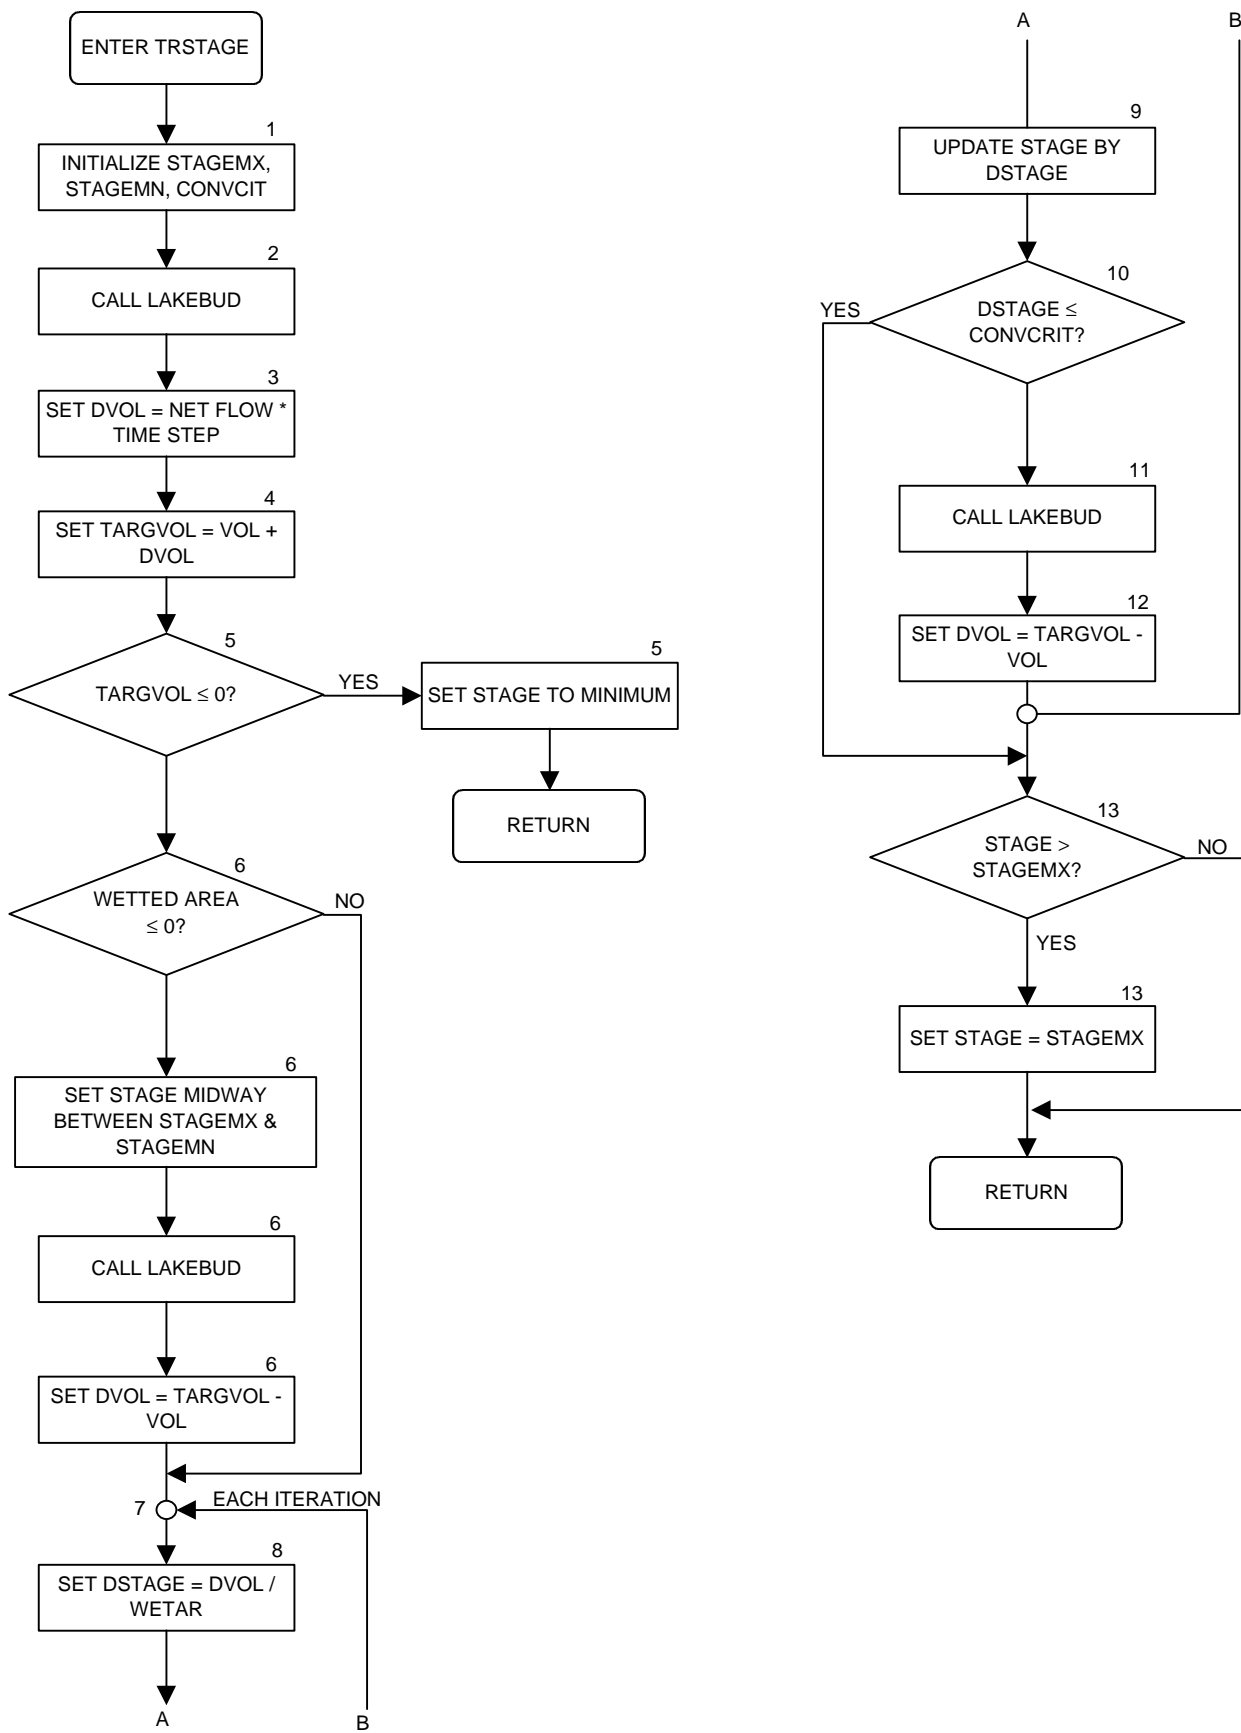 ENTER TRSTAGE
1
INITIALIZE STAGEMX,
STAGEMN, CONVCIT
2
CALL LAKEBUD
3
SET DVOL = NET FLOW *
TIME STEP
4
SET TARGVOL = VOL +
DVOL
5
TARGVOL ≤ 0?
YES
5
SET STAGE TO MINIMUM
RETURN
6
WETTED AREA
≤ 0?
NO
6
SET STAGE MIDWAY
BETWEEN STAGEMX &
STAGEMN
6
CALL LAKEBUD
6
SET DVOL = TARGVOL -
VOL
7
EACH ITERATION
8
SET DSTAGE = DVOL /
WETAR
A
B
A
B
9
UPDATE STAGE BY
DSTAGE
10
DSTAGE ≤
CONVCRIT?
YES
11
CALL LAKEBUD
12
SET DVOL = TARGVOL -
VOL
13
STAGE >
STAGEMX?
NO
YES
13
SET STAGE = STAGEMX
RETURN